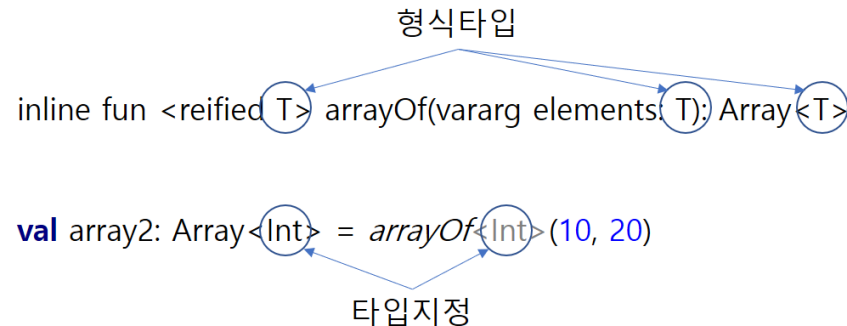 형식타입
inline fun <reified T> arrayOf(vararg elements: T): Array<T>
val array2: Array<Int> = arrayOf<Int>(10, 20)
타입지정